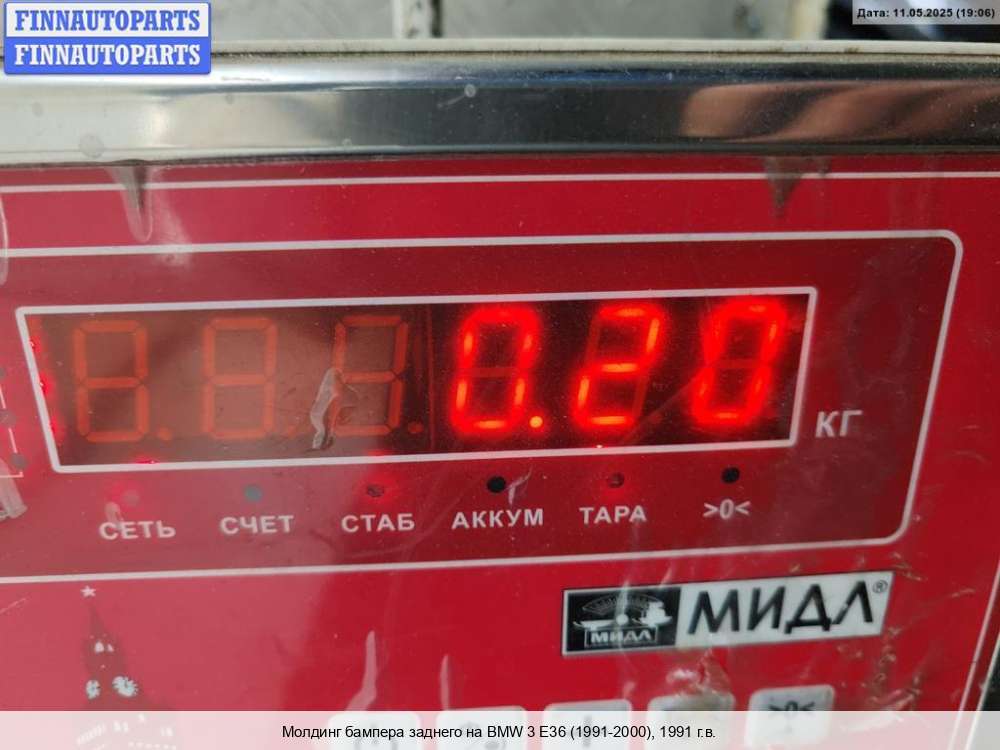 FINNAUTOPARTS
FINNAUTOPARTS
Дата: 11.05.2025 (19:06)
0.20
КГ
СЕТЬ СЧЕТ СТАБ АККУМ ТАРА >0<
МИДЛ МИДЛ®
>0<
Молдинг бампера заднего на BMW 3 E36 (1991-2000), 1991 г.в.